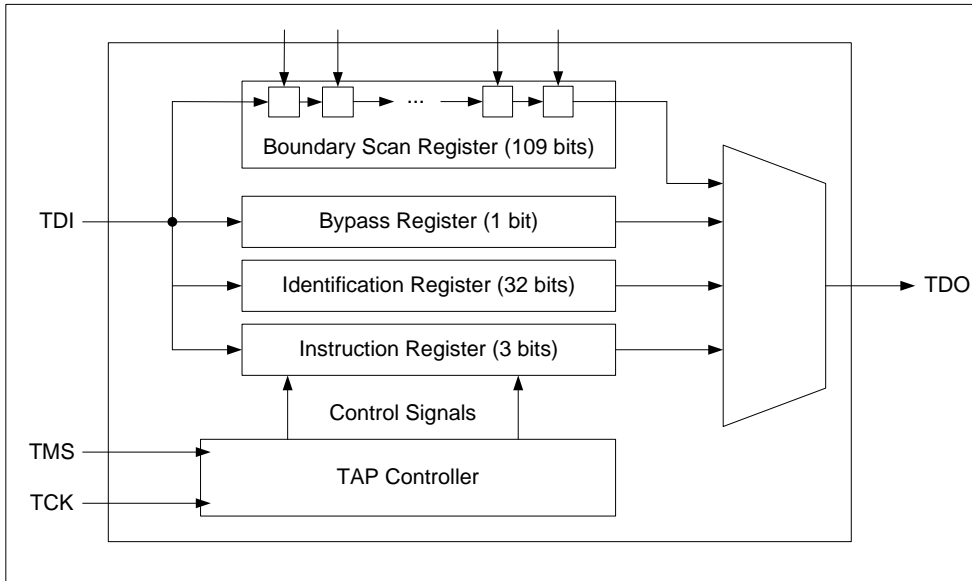 ...
Boundary Scan Register (109 bits)
TDI
Bypass Register (1 bit)
Identification Register (32 bits)
TDO
Instruction Register (3 bits)
Control Signals
TMS
TAP Controller
TCK